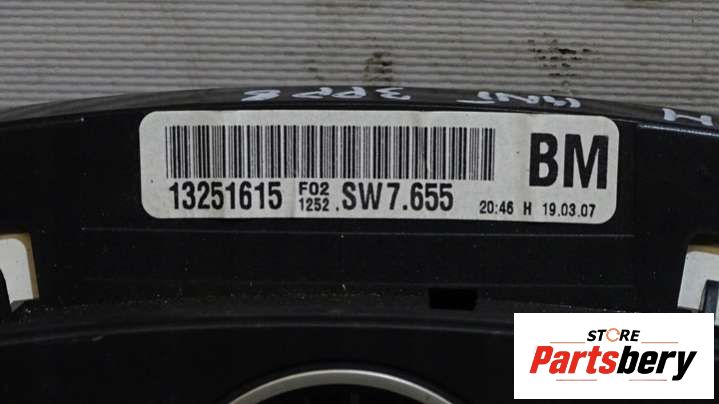 BM
13251615 F02 1252 . SW7.655 20:46 H 19.03.07
STORE
Partsbery